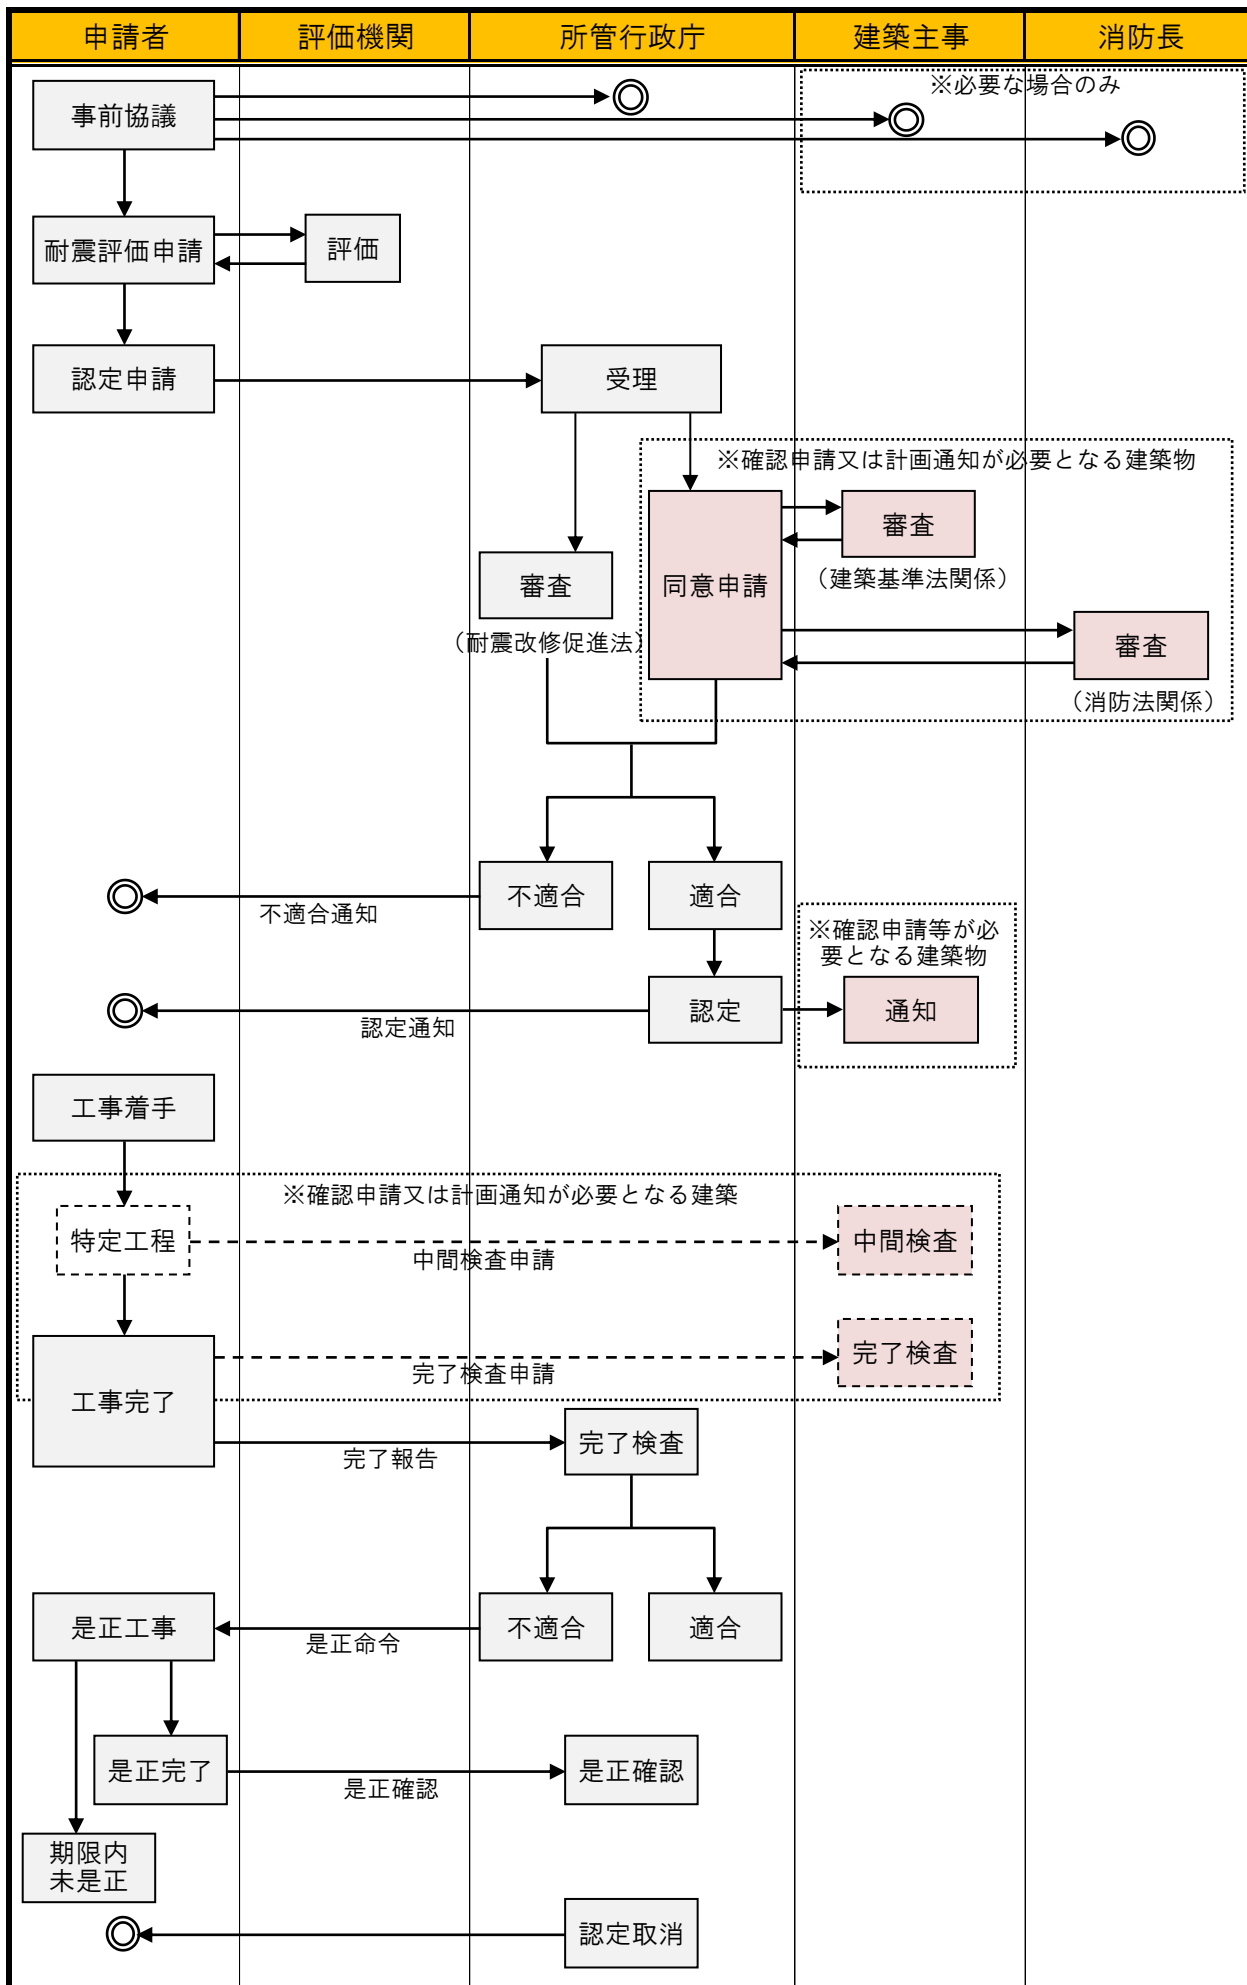 申請者
評価機関
所管行政庁
建築主事
消防長
事前協議
※必要な場合のみ
耐震評価申請
評価
認定申請
受理
※確認申請又は計画通知が必要となる建築物
同意申請
審査
（建築基準法関係）
審査
（耐震改修促進法）
審査
（消防法関係）
不適合
適合
不適合通知
※確認申請等が必
要となる建築物
認定
通知
認定通知
工事着手
※確認申請又は計画通知が必要となる建築
特定工程
中間検査申請
中間検査
工事完了
完了検査申請
完了検査
完了報告
完了検査
是正工事
是正命令
不適合
適合
是正完了
是正確認
是正確認
期限内
未是正
認定取消